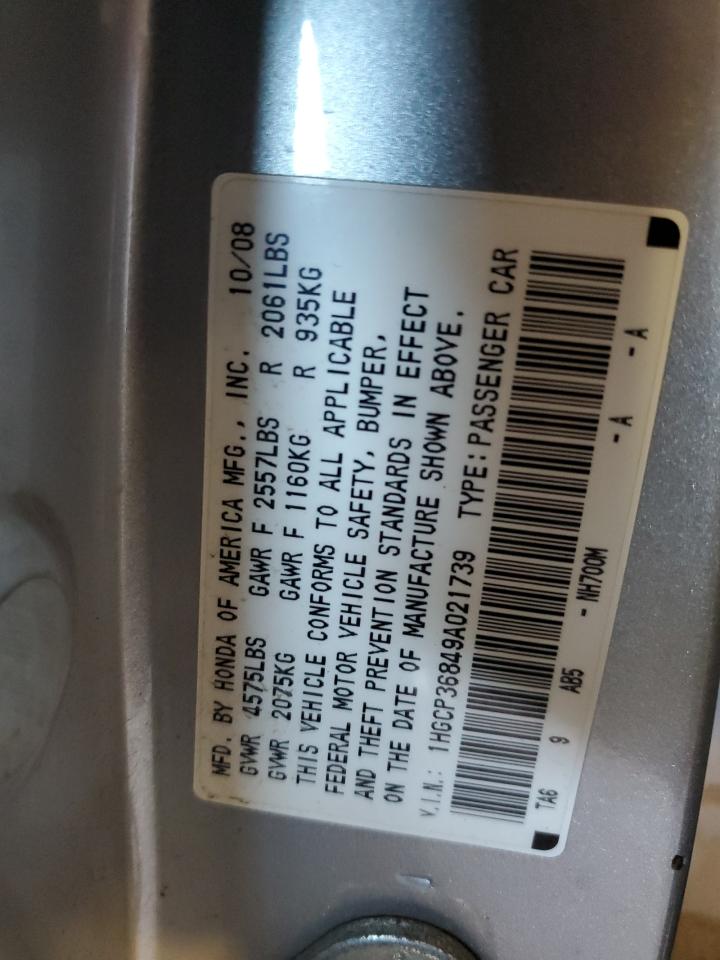 MFD. BY HONDA OF AMERICA MFG., INC. 10/08
GVWR 4575LBS GAWR F 2557LBS R 2061LBS
GVWR 2075KG GAWR F 1160KG R 935KG
THIS VEHICLE CONFORMS TO ALL APPLICABLE
FEDERAL MOTOR VEHICLE SAFETY, BUMPER,
AND THEFT PREVENTION STANDARDS IN EFFECT
ON THE DATE OF MANUFACTURE SHOWN ABOVE.
V.I.N.: 1HGCP36849A021739 TYPE:PASSENGER CAR
TA6 9 AB5 - NH700M - A - A